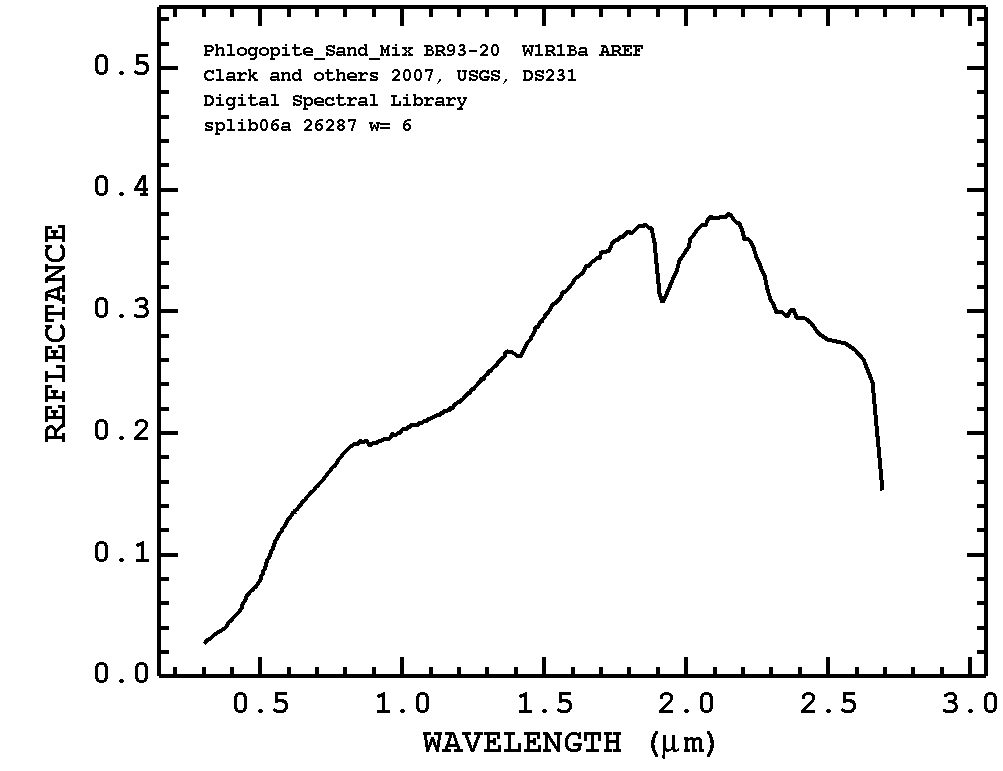 Phlogopite_Sand_Mix BR93-20  W1R1Ba AREF
Clark and others 2007, USGS, DS231
Digital Spectral Library
splib06a 26287 w= 6
0.5
0.4
0.3
0.2
0.1
0.0
REFLECTANCE
0.5 1.0 1.5 2.0 2.5 3.0
WAVELENGTH (μm)